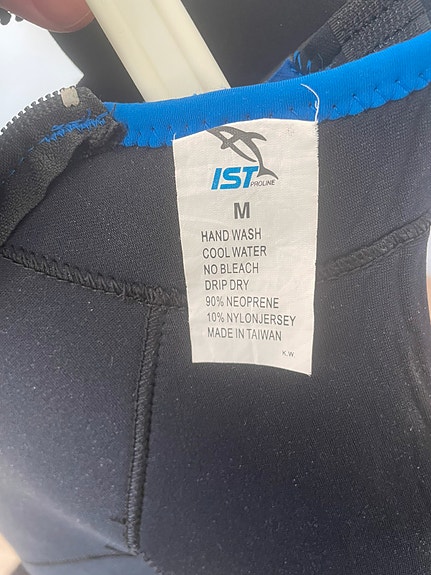 IST PROLINE
M
HAND WASH
COOL WATER
NO BLEACH
DRIP DRY
90% NEOPRENE
10% NYLONJERSEY
MADE IN TAIWAN
K.W.